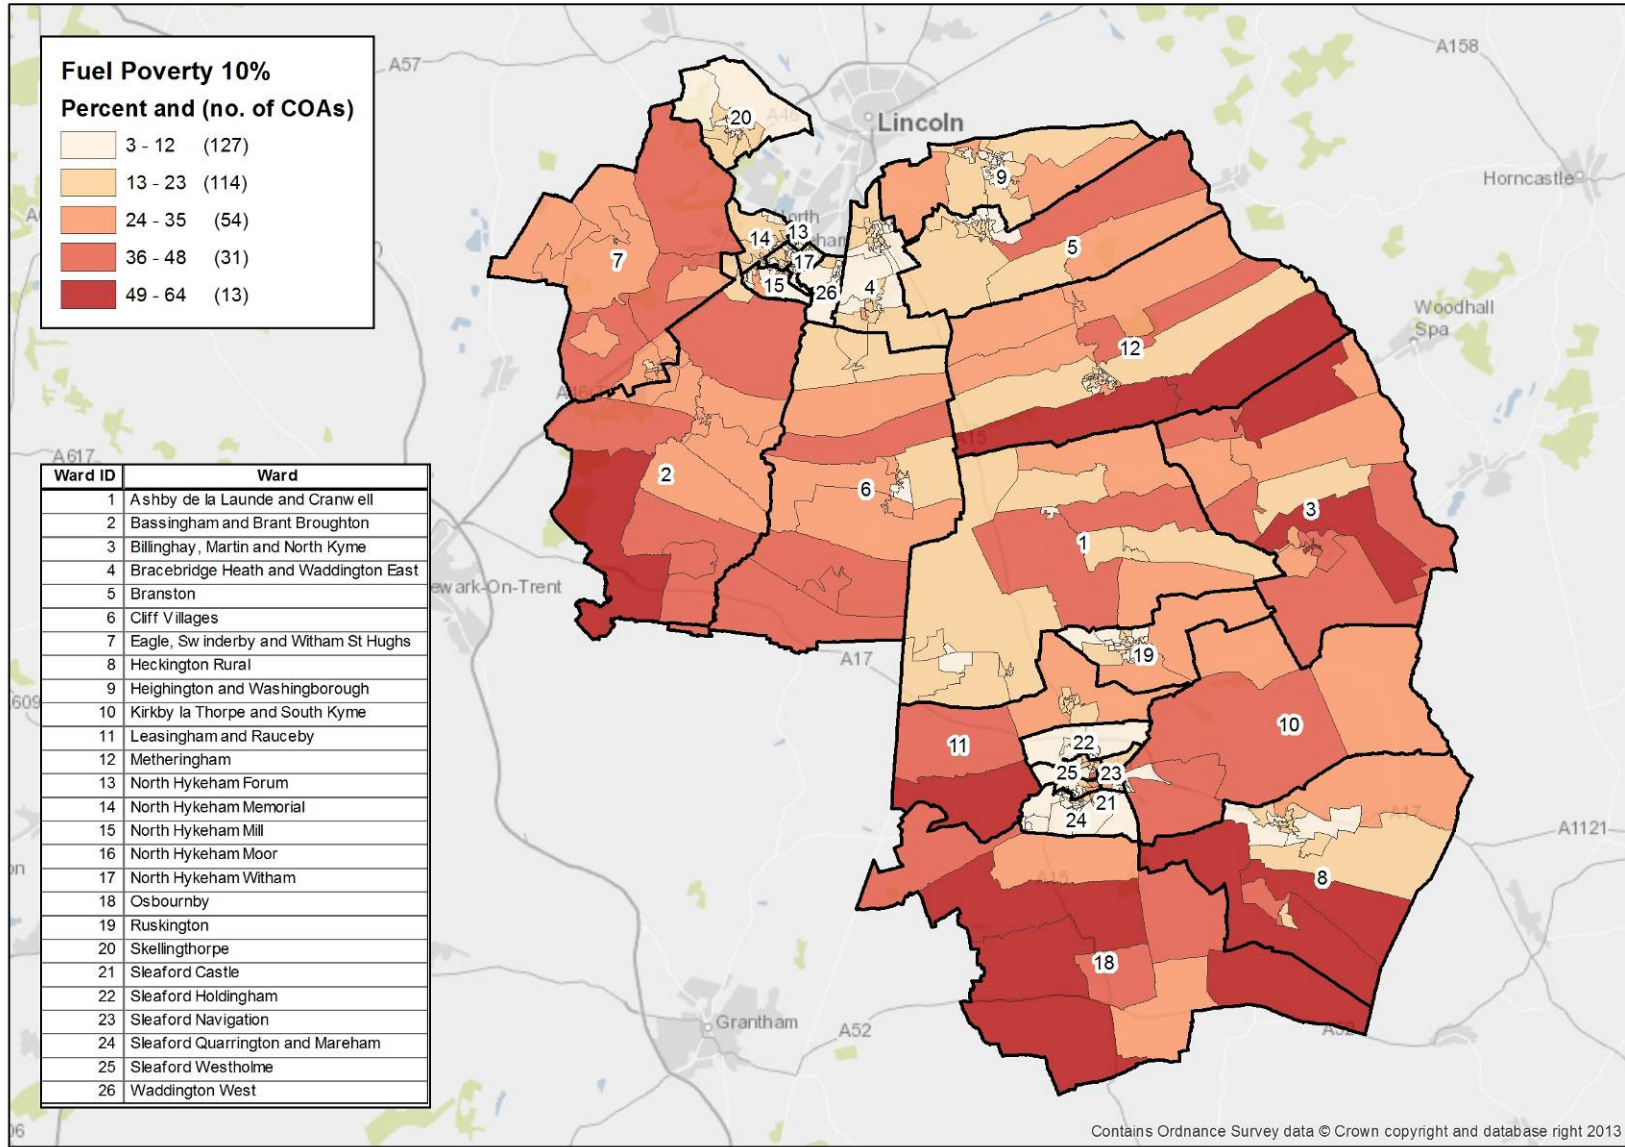 Fuel Poverty 10%
Percent and (no. of COAs)
3 - 12 (127)
13 - 23 (114)
24 - 35 (54)
36 - 48 (31)
49 - 64 (13)
A57
A158
A46
Lincoln
Horncastle
Woodhall
Spa
A46(T)
A617
A15
ewark-On-Trent
A17
A17
A1121
A15
Grantham
A52
A52
20
9
13
14
17
15
26
4
5
7
12
2
6
3
1
19
10
11
22
25
23
21
24
8
18
Ward ID Ward
1 Ashby de la Launde and Cranwell
2 Bassingham and Brant Broughton
3 Billinghay, Martin and North Kyme
4 Bracebridge Heath and Waddington East
5 Branston
6 Cliff Villages
7 Eagle, Swinderby and Witham St Hughs
8 Heckington Rural
9 Heighington and Washingborough
10 Kirkby la Thorpe and South Kyme
11 Leasingham and Rauceby
12 Metheringham
13 North Hykeham Forum
14 North Hykeham Memorial
15 North Hykeham Mill
16 North Hykeham Moor
17 North Hykeham Witham
18 Osbournby
19 Ruskington
20 Skellingthorpe
21 Sleaford Castle
22 Sleaford Holdingham
23 Sleaford Navigation
24 Sleaford Quarrington and Mareham
25 Sleaford Westholme
26 Waddington West
Contains Ordnance Survey data © Crown copyright and database right 2013